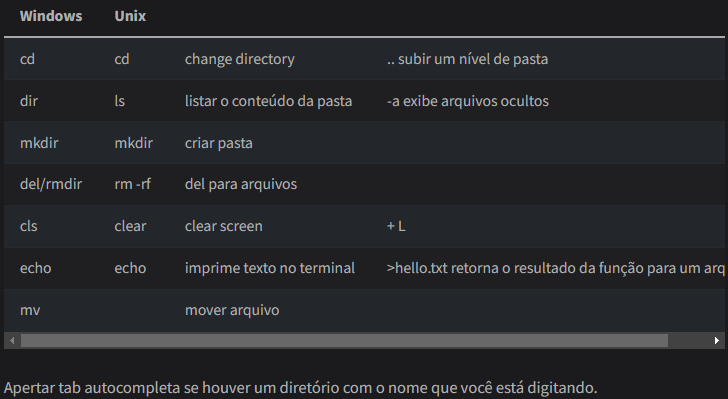 Windows Unix
cd cd change directory .. subir um nível de pasta
dir ls listar o conteúdo da pasta -a exibe arquivos ocultos
mkdir mkdir criar pasta
del/rmdir rm -rf del para arquivos
cls clear clear screen + L
echo echo imprime texto no terminal >hello.txt retorna o resultado da função para um arq
mv mover arquivo
Apertar tab autocompleta se houver um diretório com o nome que você está digitando.